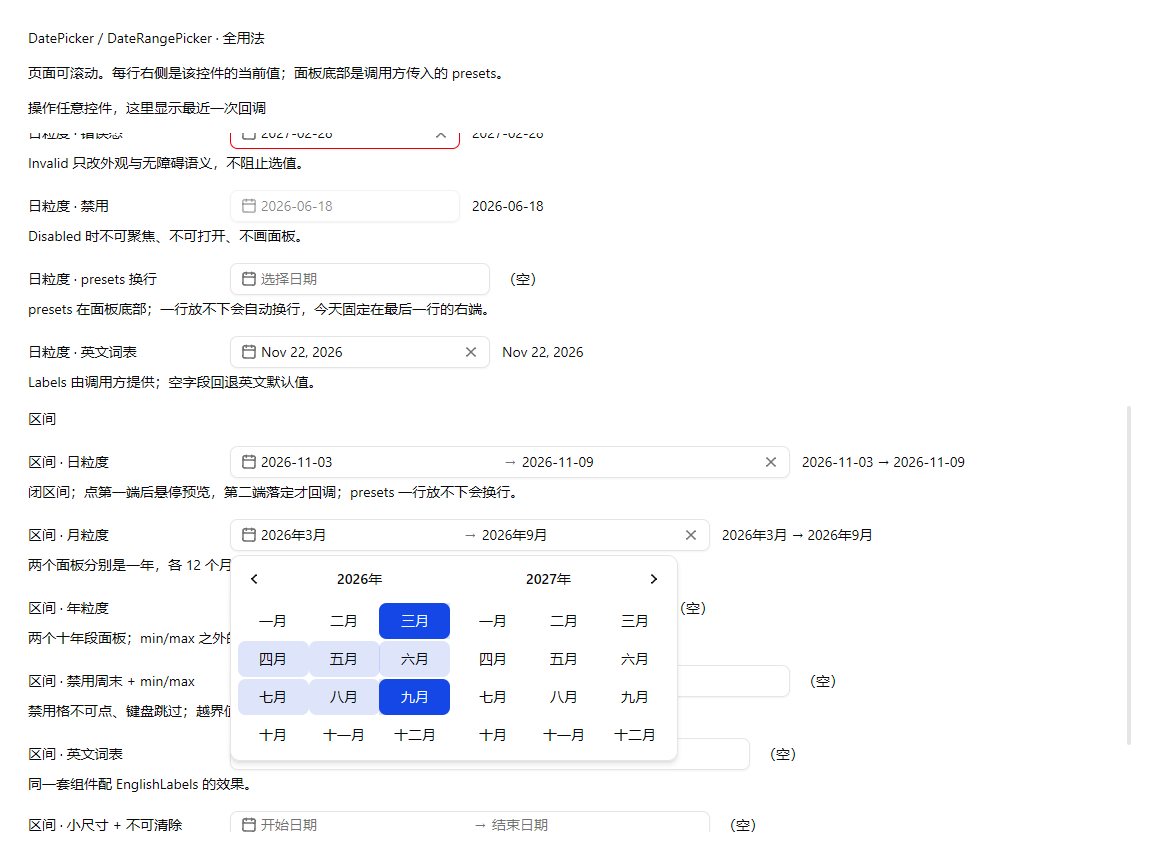 DatePicker / DateRangePicker · 全用法
页面可滚动。每行右侧是该控件的当前值；面板底部是调用方传入的 presets。
操作任意控件，这里显示最近一次回调
日粒度 · 错误态 2027-02-28 2027-02-28
Invalid 只改外观与无障碍语义，不阻止选值。
日粒度 · 禁用 2026-06-18 2026-06-18
Disabled 时不可聚焦、不可打开、不画面板。
日粒度 · presets 换行 选择日期 （空）
presets 在面板底部；一行放不下会自动换行，今天固定在最后一行的右端。
日粒度 · 英文词表 Nov 22, 2026 Nov 22, 2026
Labels 由调用方提供；空字段回退英文默认值。
区间
区间 · 日粒度 2026-11-03 → 2026-11-09 2026-11-03 → 2026-11-09
闭区间；点第一端后悬停预览，第二端落定才回调；presets 一行放不下会换行。
区间 · 月粒度 2026年3月 → 2026年9月 2026年3月 → 2026年9月
两个面板分别是一年，各 12 个月
2026年 2027年
区间 · 年粒度 （空）
一月 二月 三月 一月 二月 三月
两个十年段面板；min/max 之外
四月 五月 六月 四月 五月 六月
区间 · 禁用周末 + min/max （空）
七月 八月 九月 七月 八月 九月
禁用格不可点、键盘跳过；越界
十月 十一月 十二月 十月 十一月 十二月
区间 · 英文词表 （空）
同一套组件配 EnglishLabels 的效果。
区间 · 小尺寸 + 不可清除 开始日期 → 结束日期 （空）